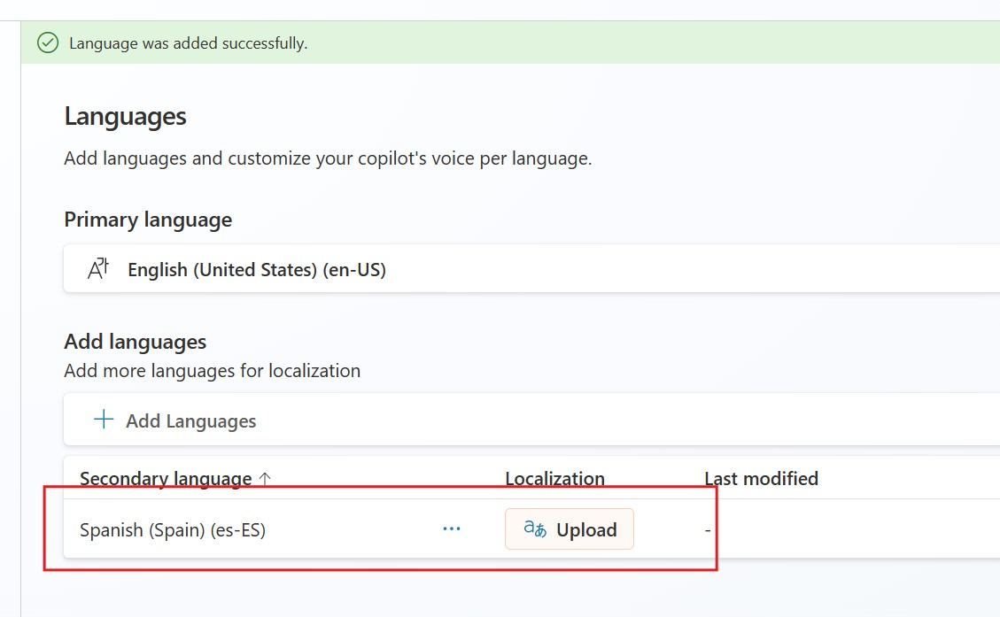 Language was added successfully.
Languages
Add languages and customize your copilot's voice per language.
Primary language
English (United States) (en-US)
Add languages
Add more languages for localization
Add Languages
Secondary language ↑ Localization Last modified
Spanish (Spain) (es-ES) ... Upload -